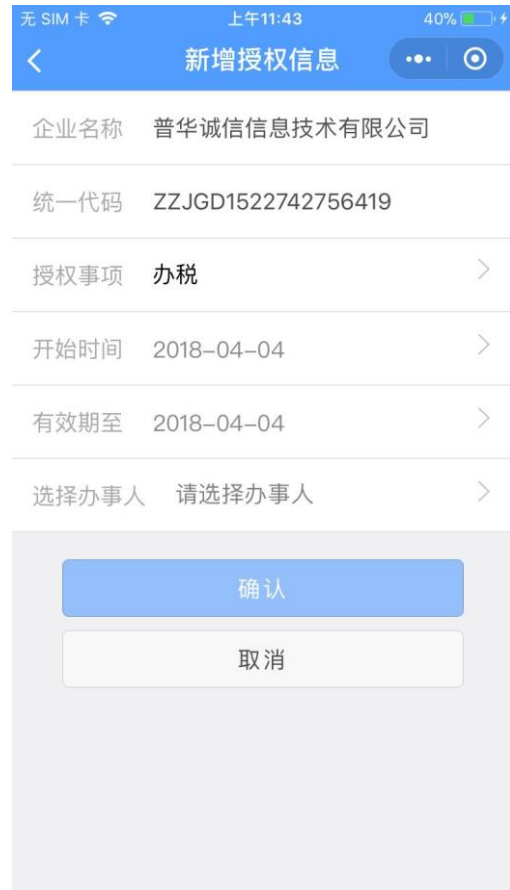 无 SIM 卡 上午11:43 40%
新增授权信息
企业名称 普华诚信信息技术有限公司
统一代码 ZZJGD1522742756419
授权事项 办税
开始时间 2018-04-04
有效期至 2018-04-04
选择办事人 请选择办事人
确认
取消